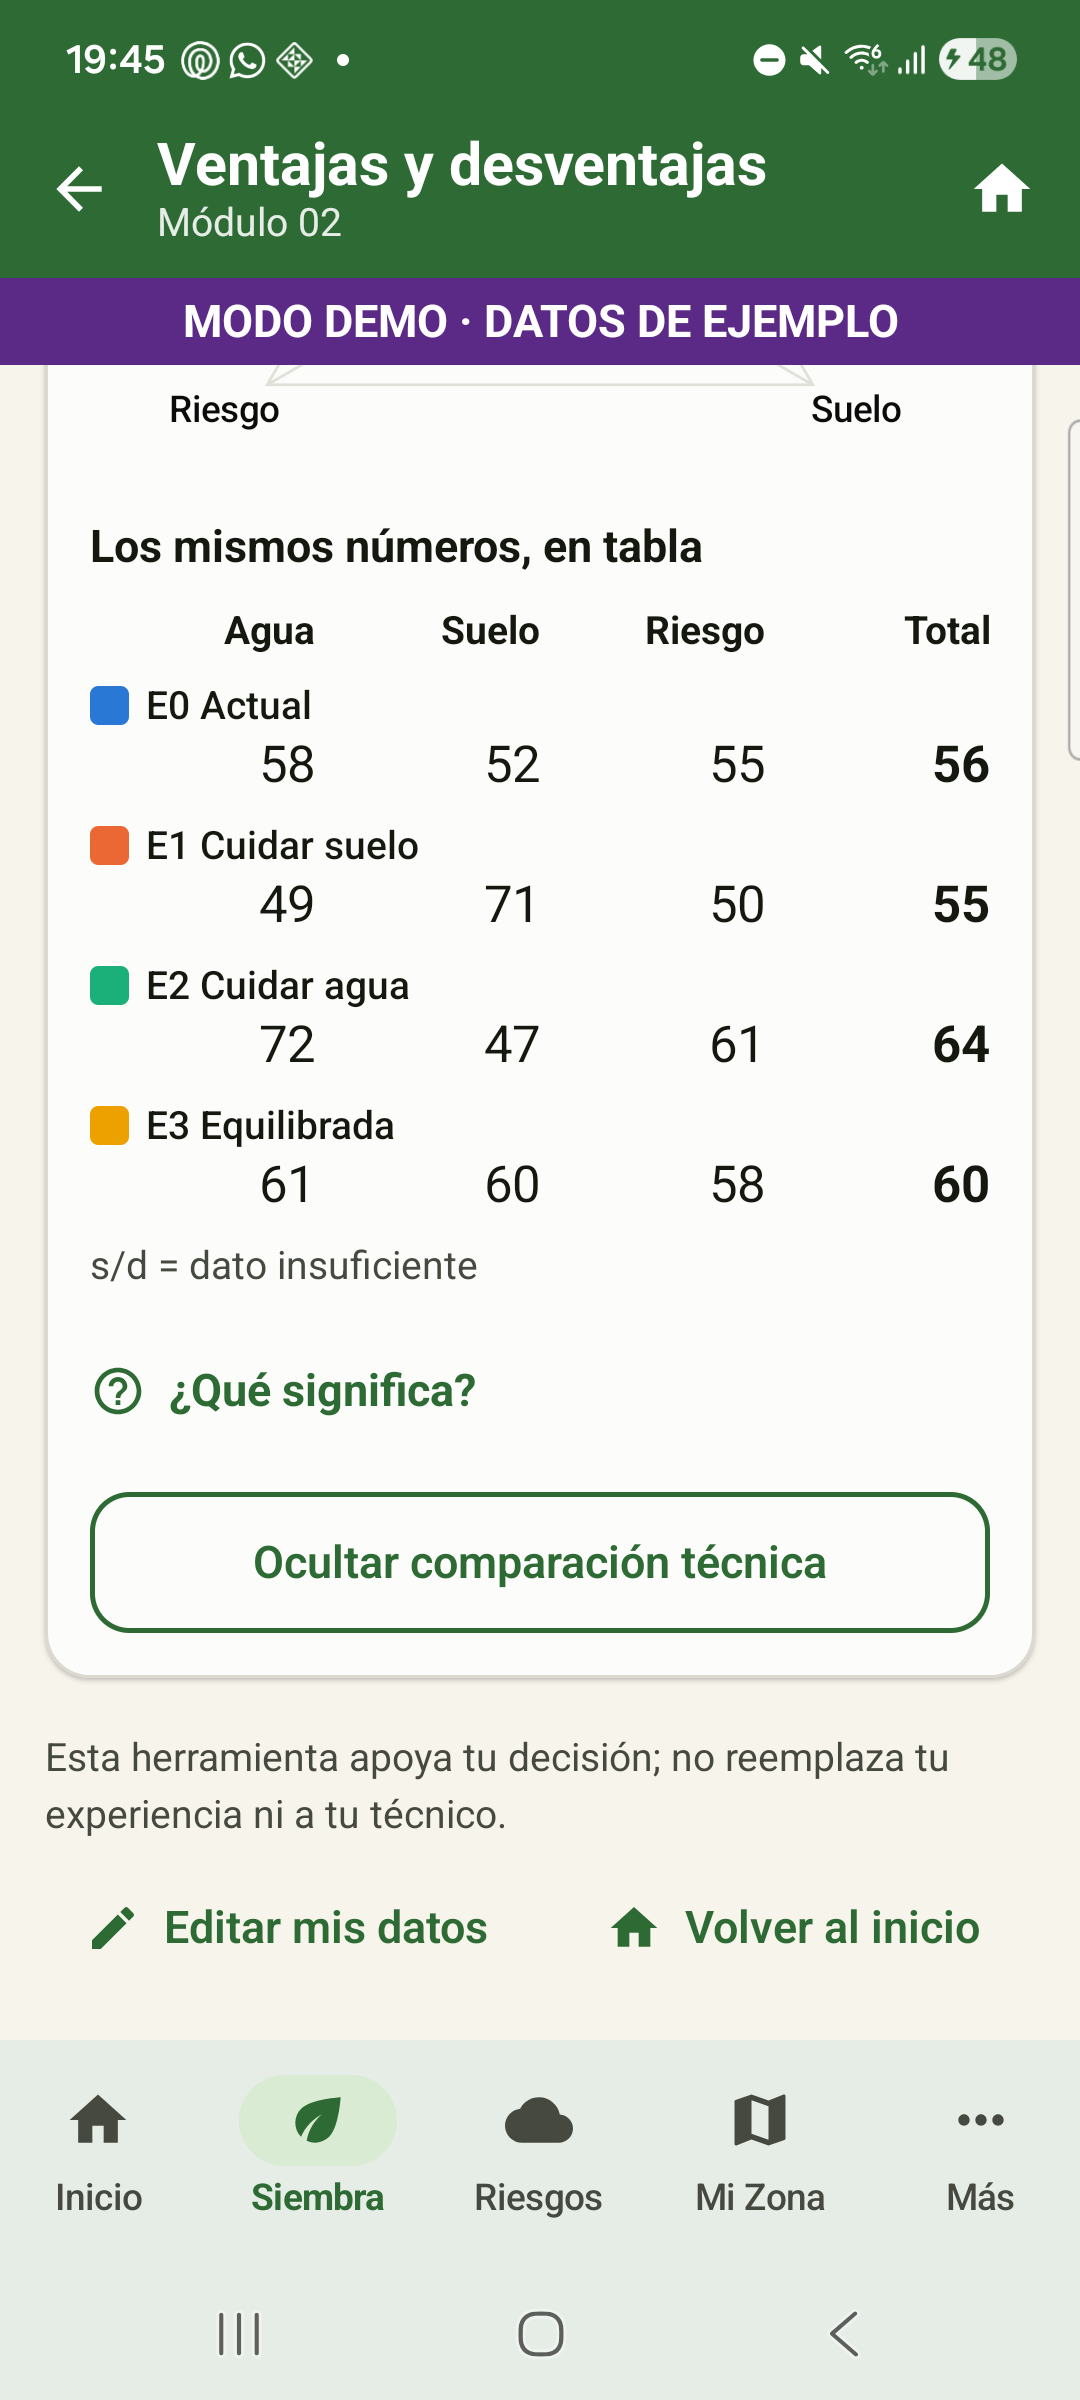 19:45
6
48
Ventajas y desventajas
Módulo 02
MODO DEMO · DATOS DE EJEMPLO
Riesgo Suelo
Los mismos números, en tabla
Agua Suelo Riesgo Total
E0 Actual
58 52 55 56
E1 Cuidar suelo
49 71 50 55
E2 Cuidar agua
72 47 61 64
E3 Equilibrada
61 60 58 60
s/d = dato insuficiente
¿Qué significa?
Ocultar comparación técnica
Esta herramienta apoya tu decisión; no reemplaza tu
experiencia ni a tu técnico.
Editar mis datos Volver al inicio
Inicio Siembra Riesgos Mi Zona Más